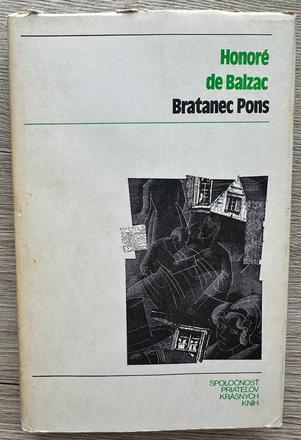 Honoré
de Balzac
Bratanec Pons
SPOLOČNOSŤ
PRIATEĽOV
KRÁSNYCH
KNÍH